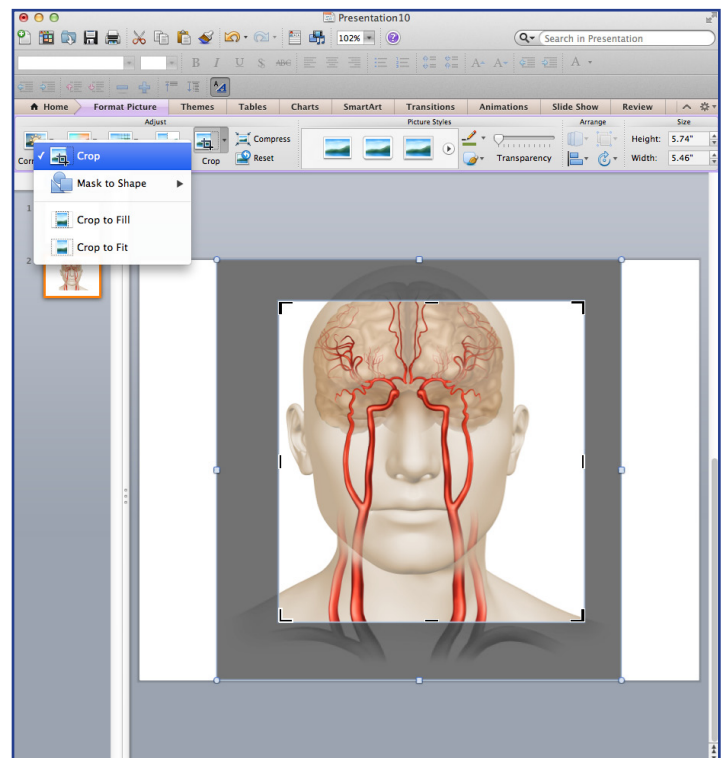 Presentation10
102%
Search in Presentation
B I U S ABC
A A A
Home Format Picture Themes Tables Charts SmartArt Transitions Animations Slide Show Review
Adjust Picture Styles Arrange Size
Crop Compress Reset Transparency Height: 5.74" Width: 5.46"
Crop
Mask to Shape
Crop to Fill
Crop to Fit
1
2